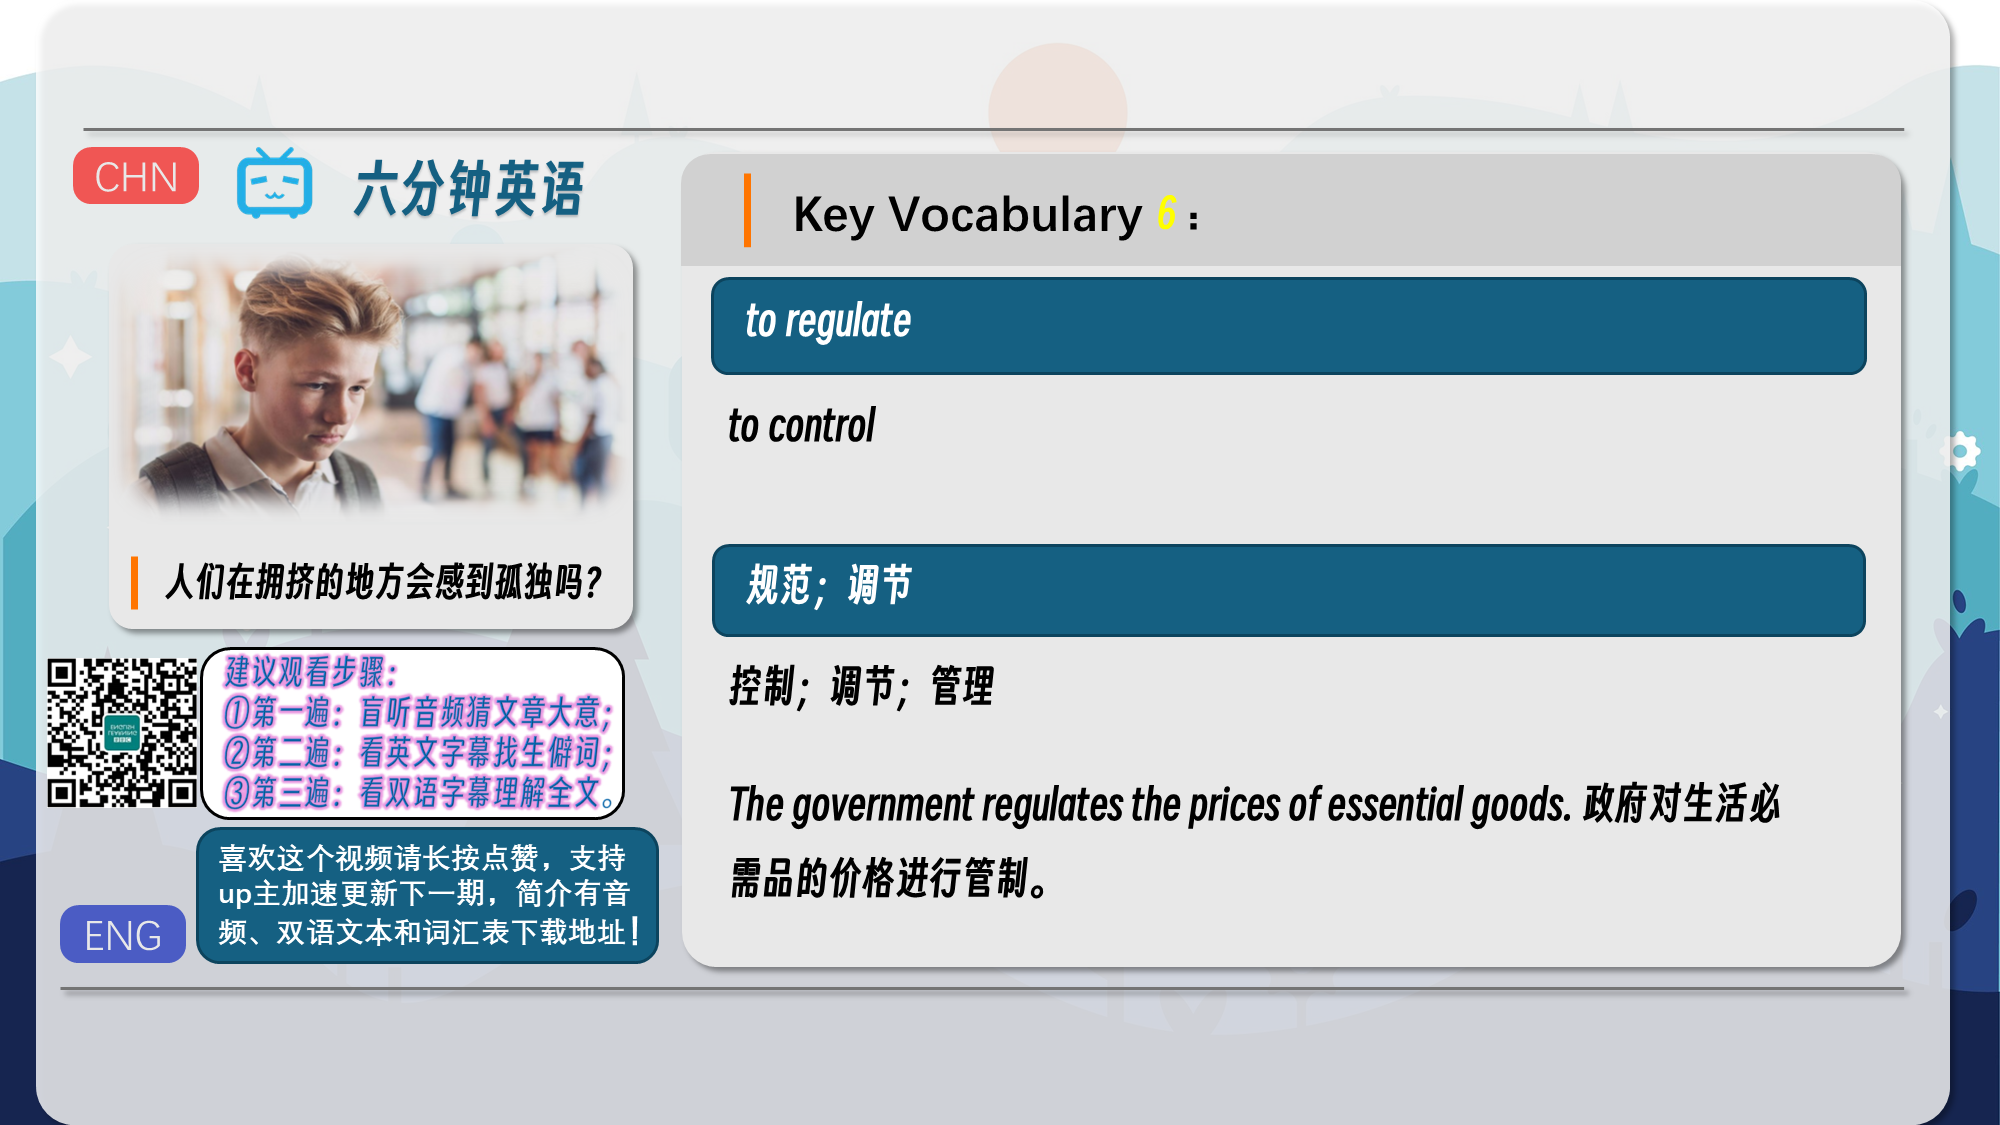 CHN
六分钟英语
人们在拥挤的地方会感到孤独吗？
建议观看步骤：
①第一遍：盲听音频猜文章大意；
②第二遍：看英文字幕找生僻词；
③第三遍：看双语字幕理解全文。
喜欢这个视频请长按点赞，支持
up主加速更新下一期，简介有音
频、双语文本和词汇表下载地址！
ENG
Key Vocabulary 6：
to regulate
to control
规范；调节
控制；调节；管理
The government regulates the prices of essential goods. 政府对生活必
需品的价格进行管制。